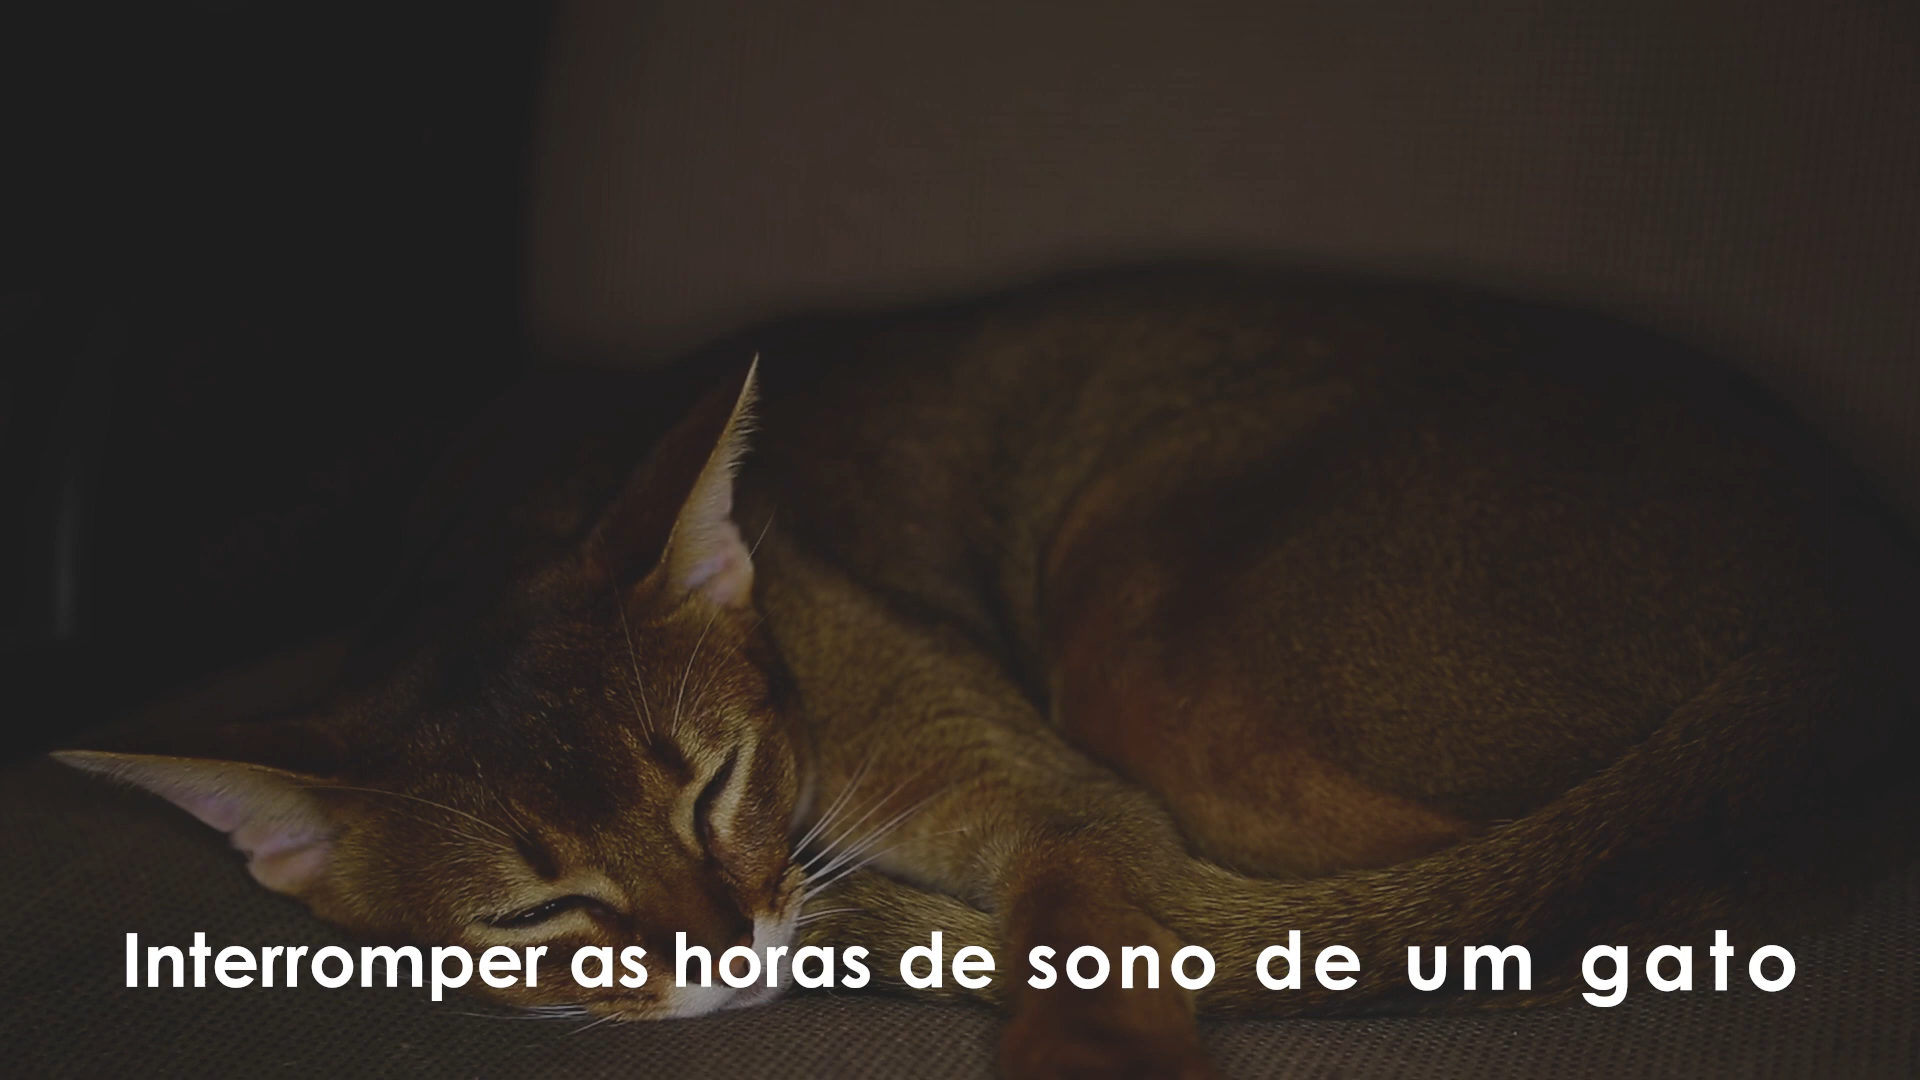 Interromper as horas de sono de um gato